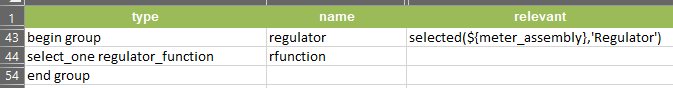 1 type name relevant
43 begin group regulator selected(${meter_assembly},'Regulator')
44 select_one regulator_function rfunction
54 end group